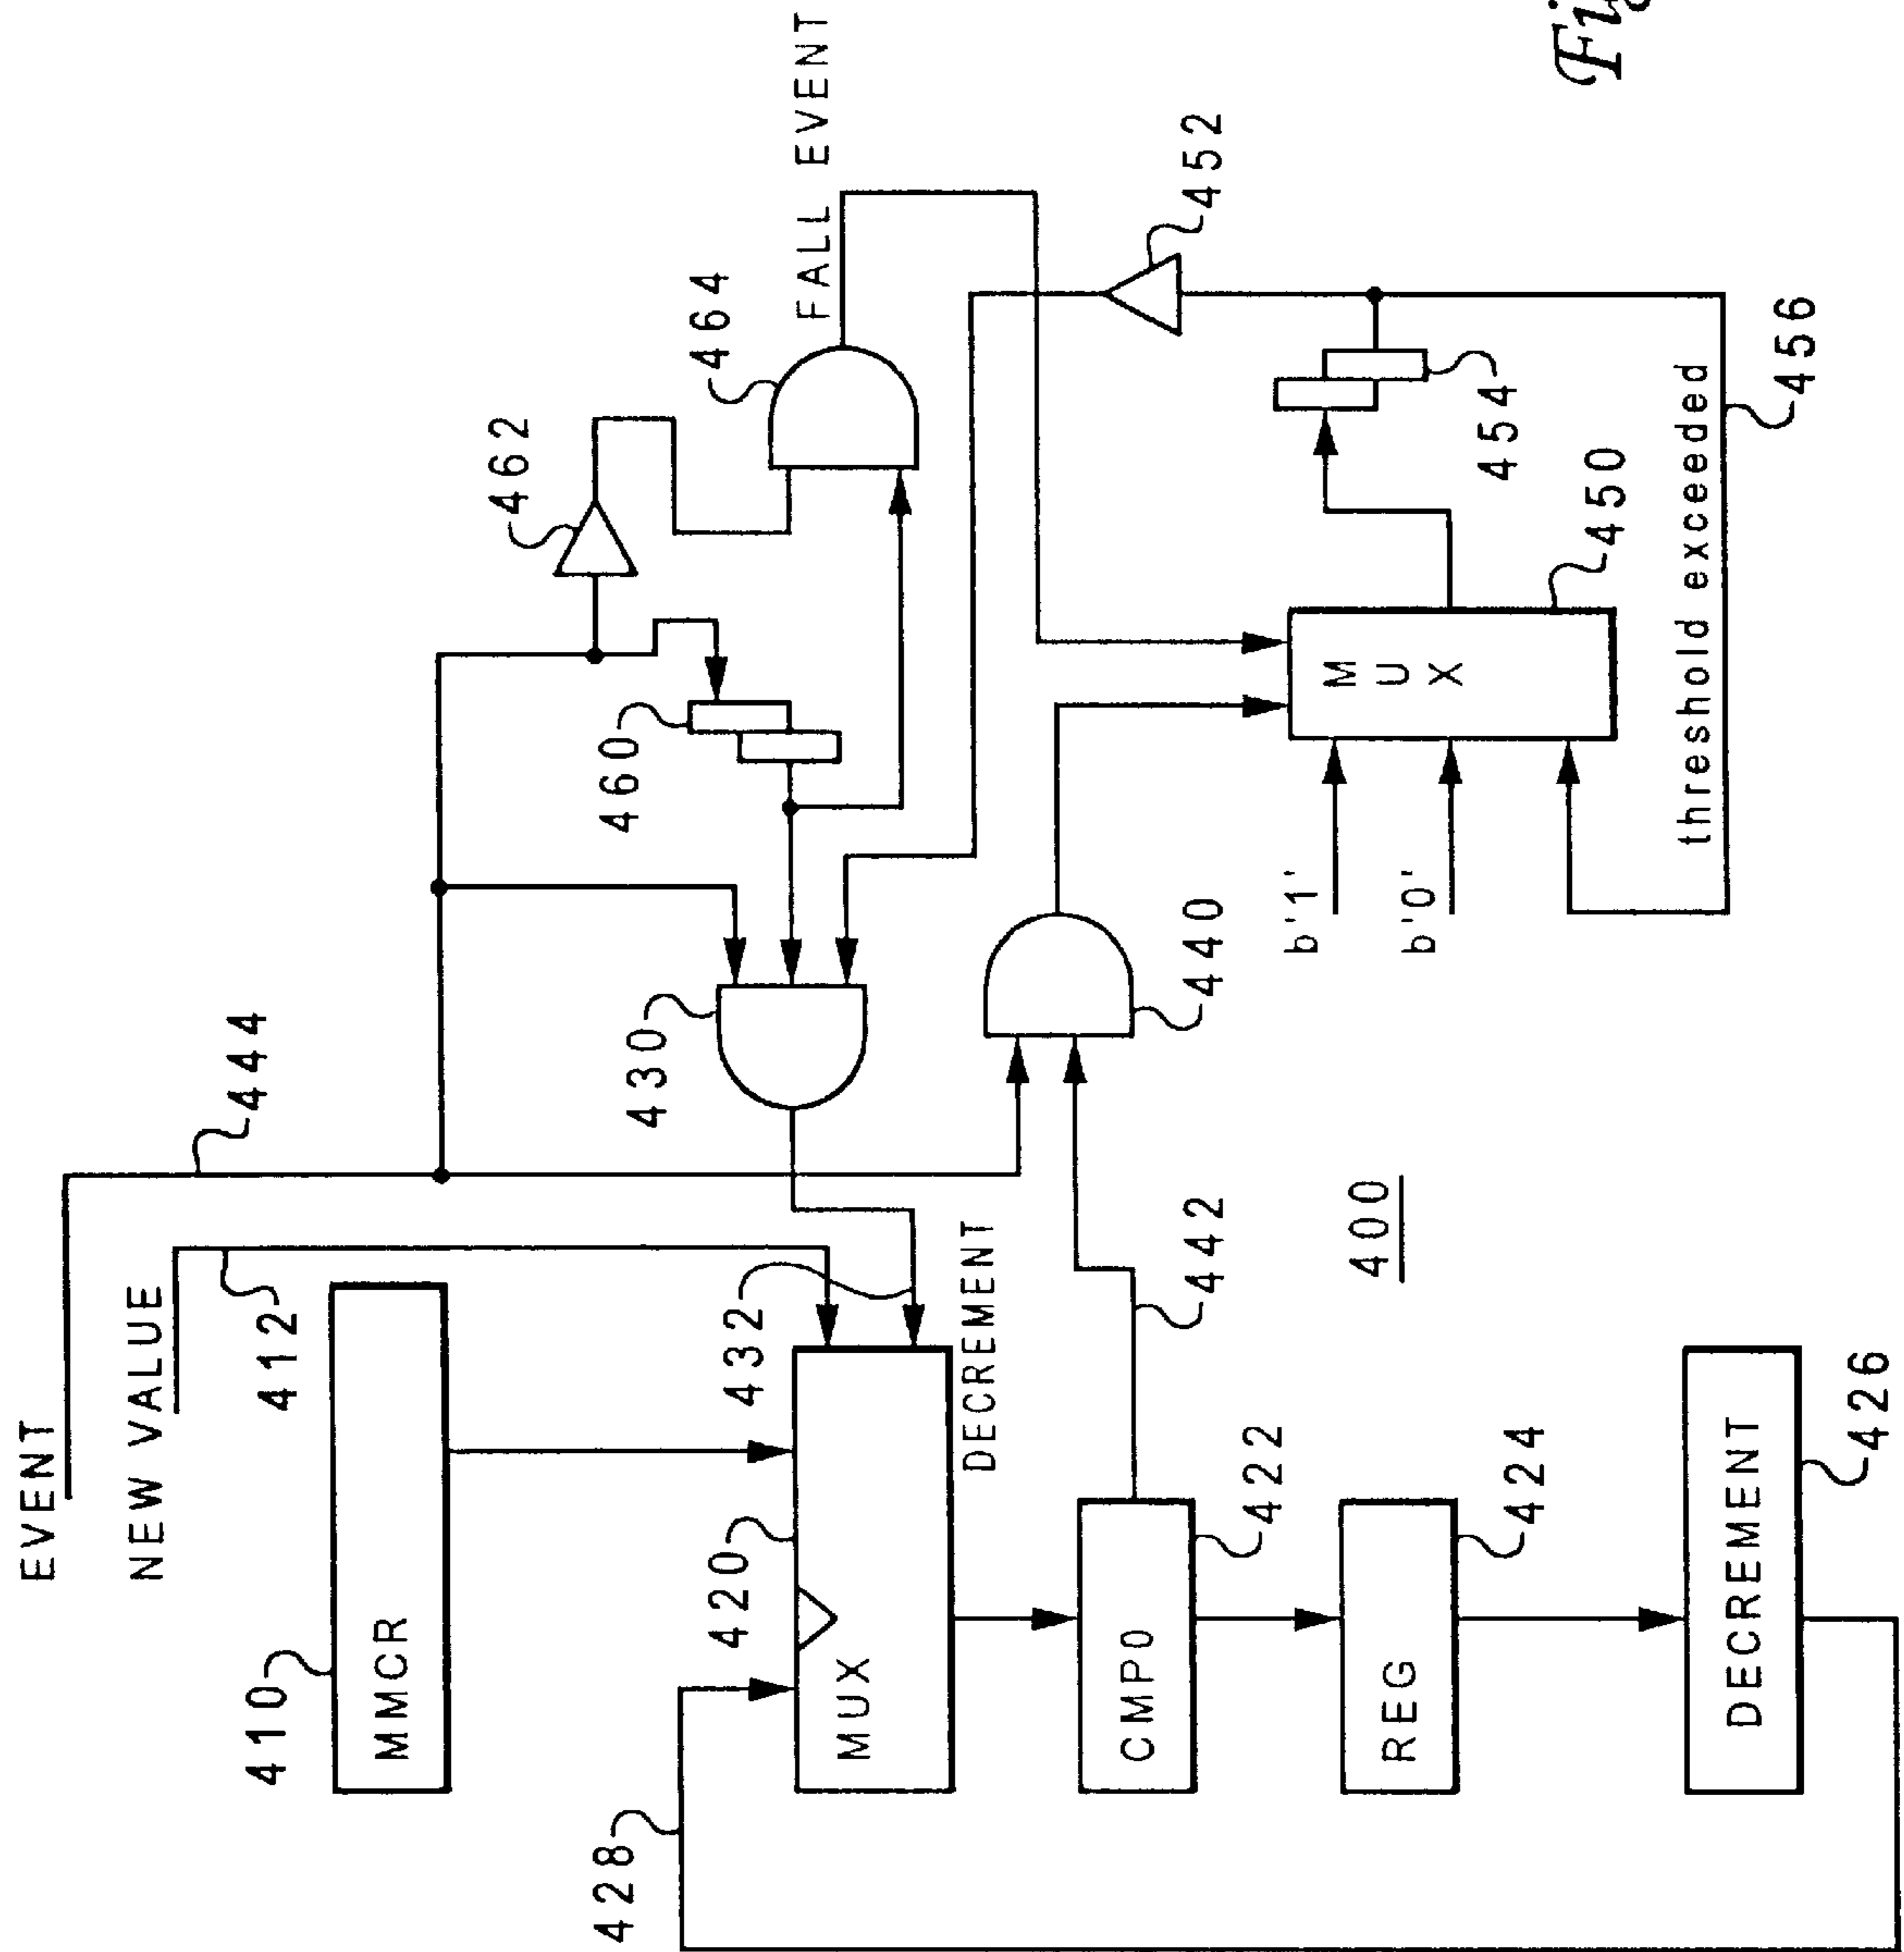 EVENT
444
NEW VALUE
412
410
MMCR
462
460
464
FALL EVENT
430
432
420
MUX
DECREMENT
428
452
440
442
CMP0
422
b'1'
b'0'
MUX
454
450
400
REG
424
threshold exceeded
456
DECREMENT
426